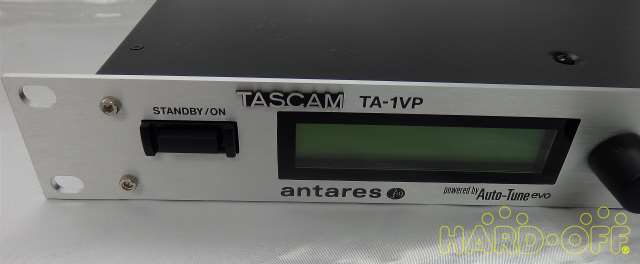 STANDBY/ON
TASCAM TA-1VP
antares
powered by Auto-Tune evo
HARD-OFF